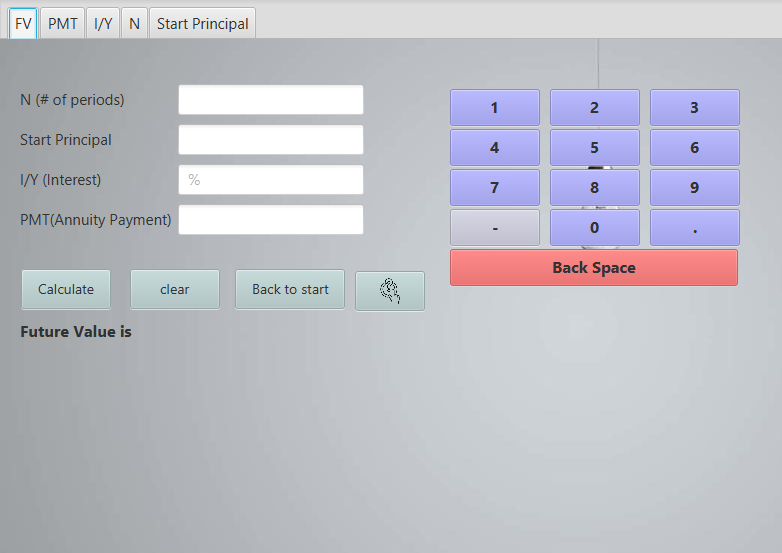 FV PMT I/Y N Start Principal
N (# of periods)
Start Principal
I/Y (Interest) %
PMT(Annuity Payment)
1 2 3
4 5 6
7 8 9
- 0 .
Back Space
Calculate clear Back to start
Future Value is